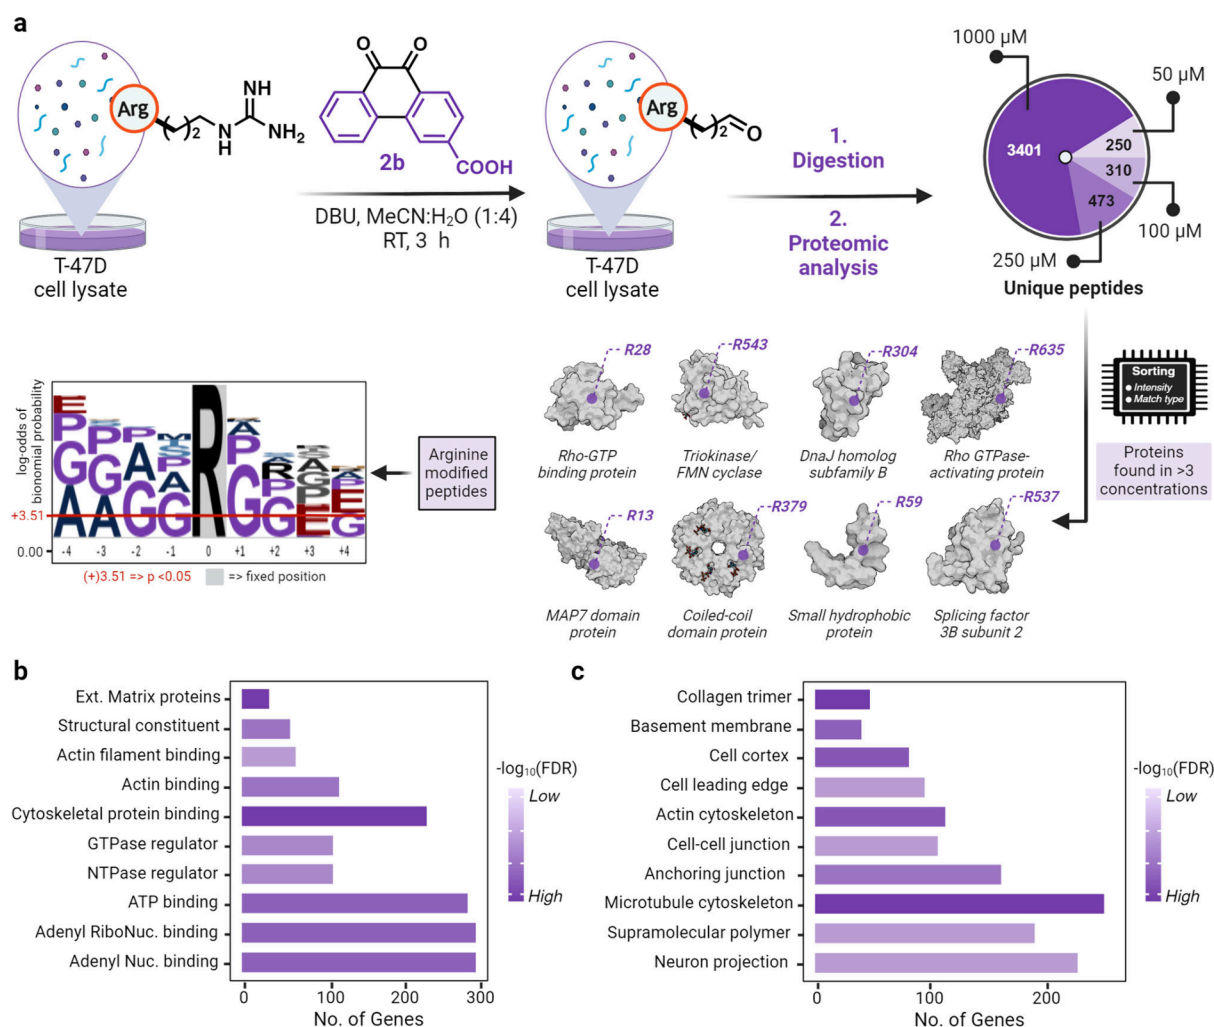 a
Arg
( )2
N
H
NH
NH2
O
O
COOH
2b
DBU, MeCN:H2O (1:4)
RT, 3 h
T-47D
cell lysate
Arg
( )2
O
T-47D
cell lysate
1.
Digestion
2.
Proteomic
analysis
1000 µM
50 µM
3401
250
310
473
100 µM
250 µM
Unique peptides
Sorting
Intensity
Match type
Proteins
found in >3
concentrations
R28
Rho-GTP
binding protein
R543
Triokinase/
FMN cyclase
R304
DnaJ homolog
subfamily B
R635
Rho GTPase-
activating protein
R13
MAP7 domain
protein
R379
Coiled-coil
domain protein
R59
Small hydrophobic
protein
R537
Splicing factor
3B subunit 2
Arginine
modified
peptides
log-odds of
binomial probability
+3.51
0.00
E P G A
P G A
P A G
M S P A G
R
A P G
R P G
S A G P E
P E G
-4 -3 -2 -1 0 +1 +2 +3 +4
(+)3.51 => p <0.05
=> fixed position
b
Ext. Matrix proteins
Structural constituent
Actin filament binding
Actin binding
Cytoskeletal protein binding
GTPase regulator
NTPase regulator
ATP binding
Adenyl RiboNuc. binding
Adenyl Nuc. binding
0 100 200 300
No. of Genes
-log10(FDR)
Low
High
c
Collagen trimer
Basement membrane
Cell cortex
Cell leading edge
Actin cytoskeleton
Cell-cell junction
Anchoring junction
Microtubule cytoskeleton
Supramolecular polymer
Neuron projection
0 100 200
No. of Genes
-log10(FDR)
Low
High